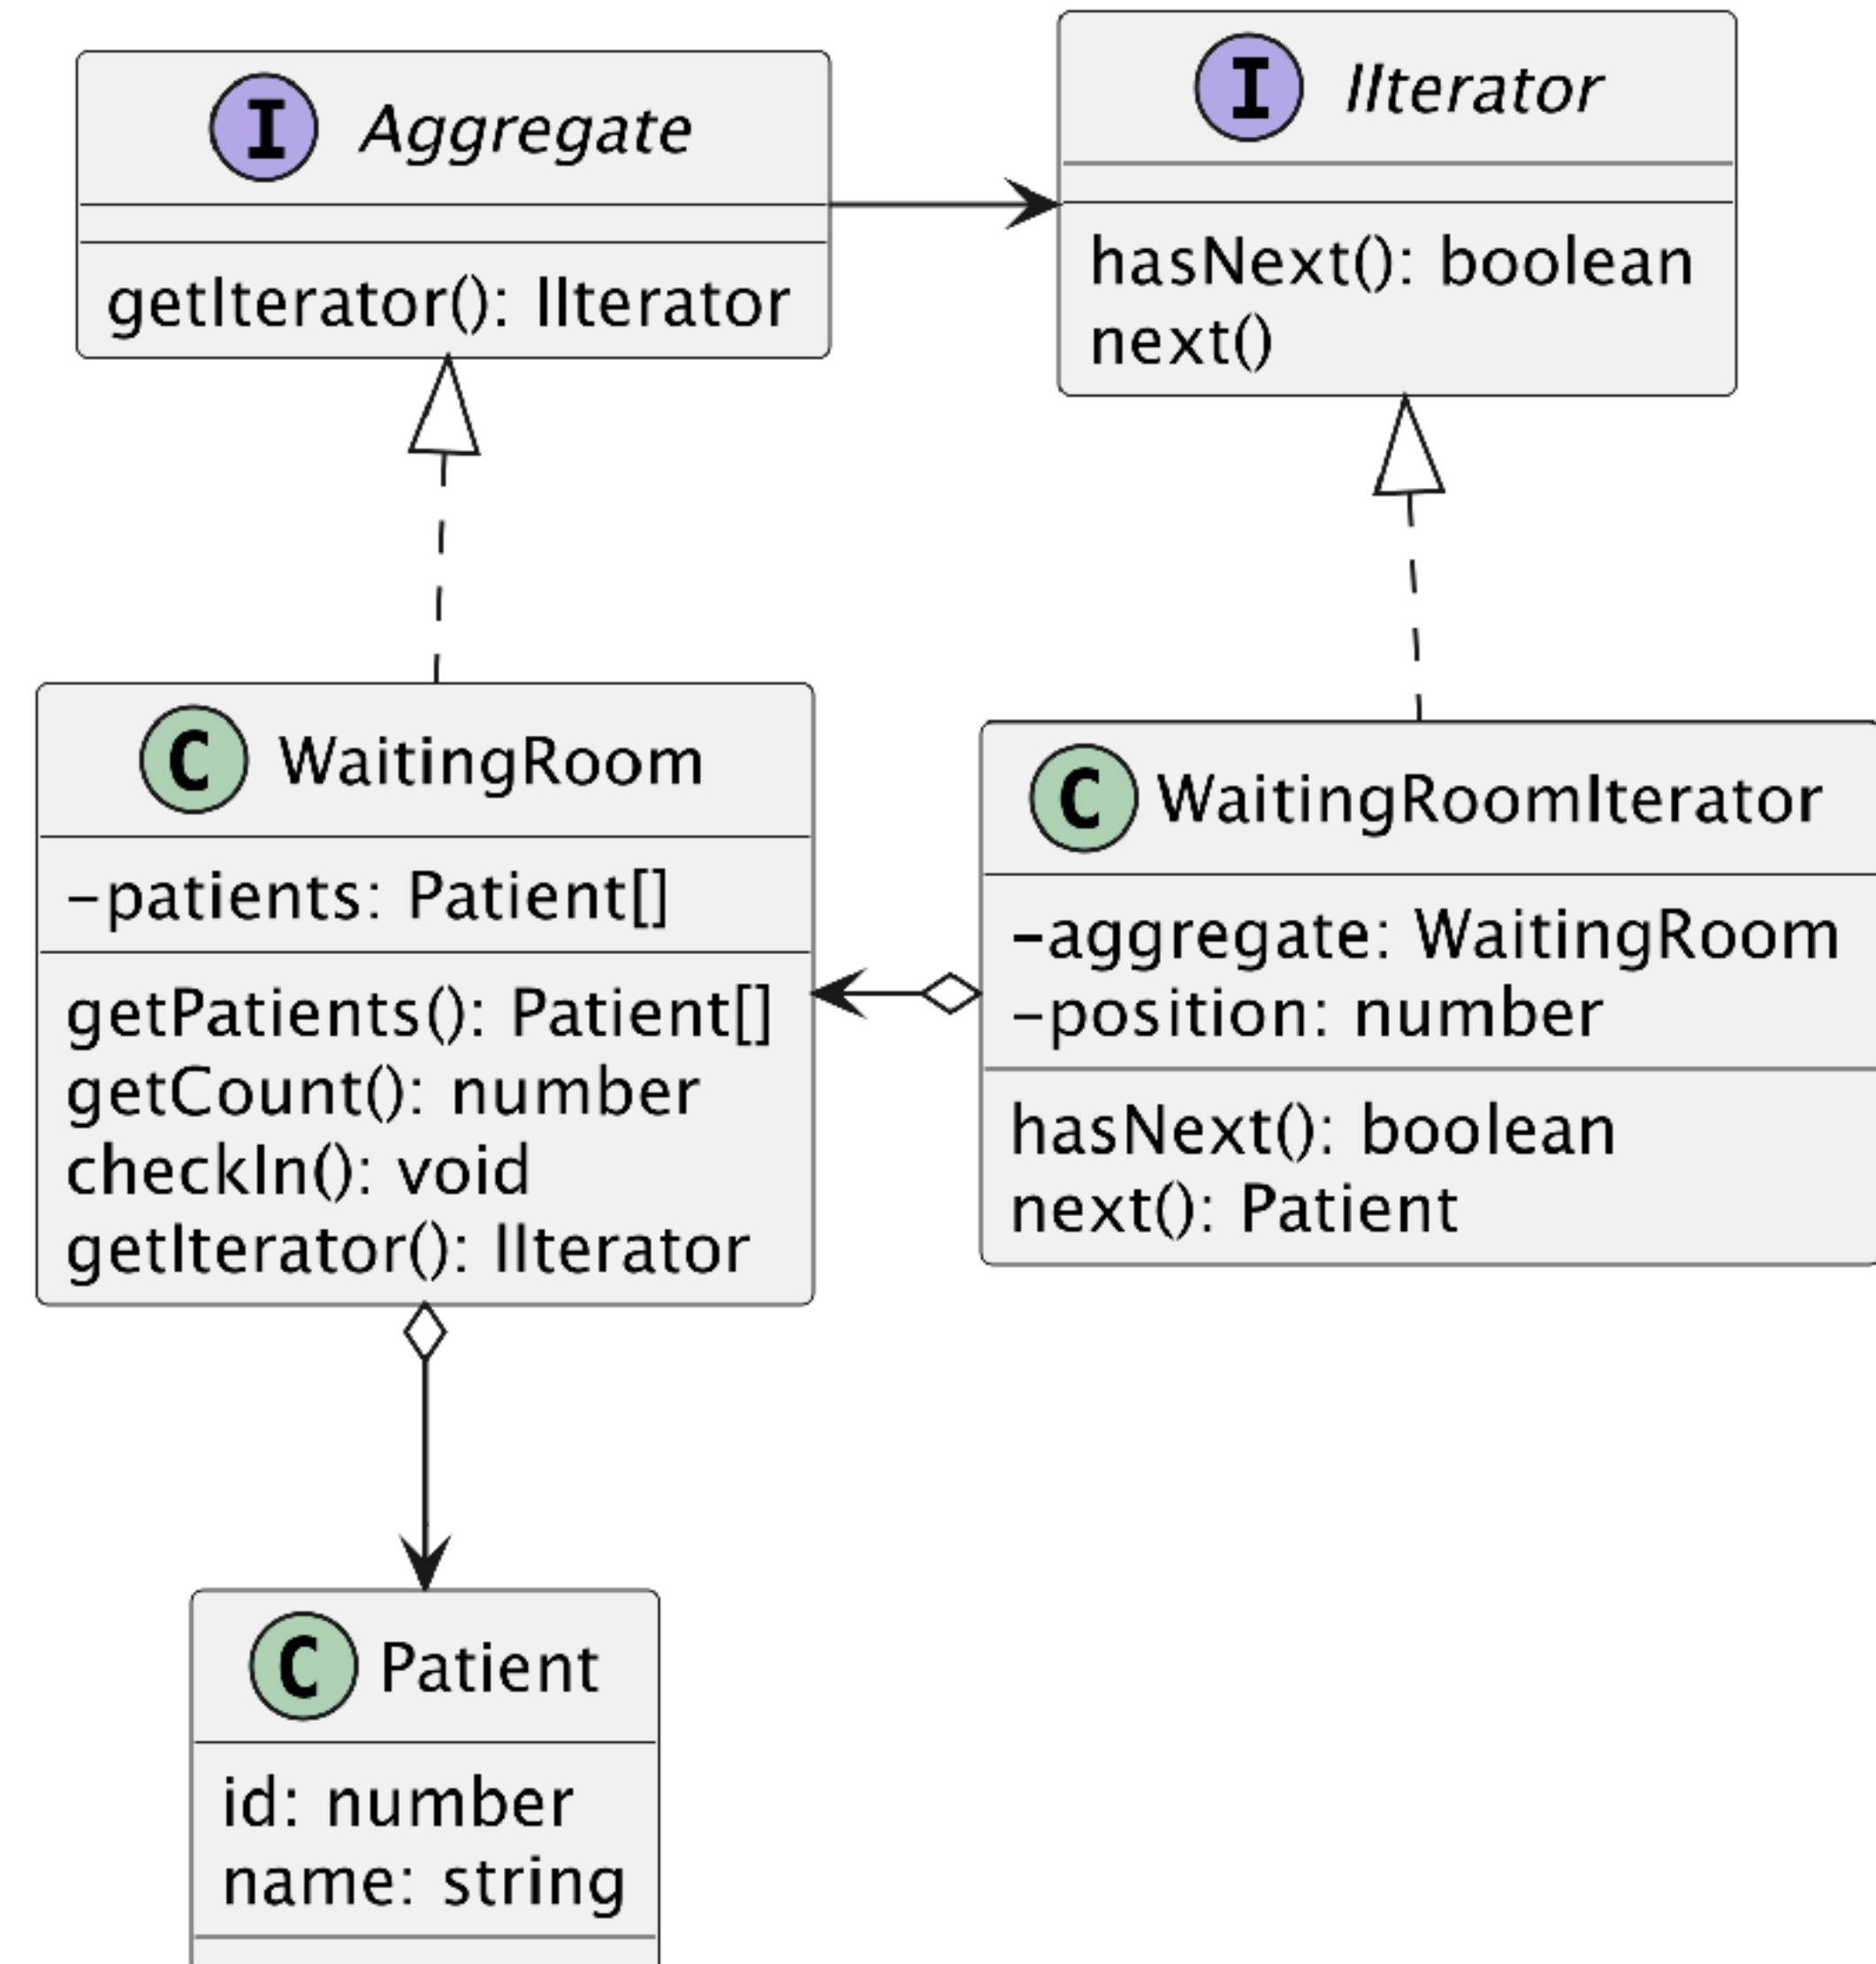 I Aggregate
getIterator(): IIterator
I IIterator
hasNext(): boolean
next()
C WaitingRoom
-patients: Patient[]
getPatients(): Patient[]
getCount(): number
checkIn(): void
getIterator(): IIterator
C WaitingRoomIterator
-aggregate: WaitingRoom
-position: number
hasNext(): boolean
next(): Patient
C Patient
id: number
name: string